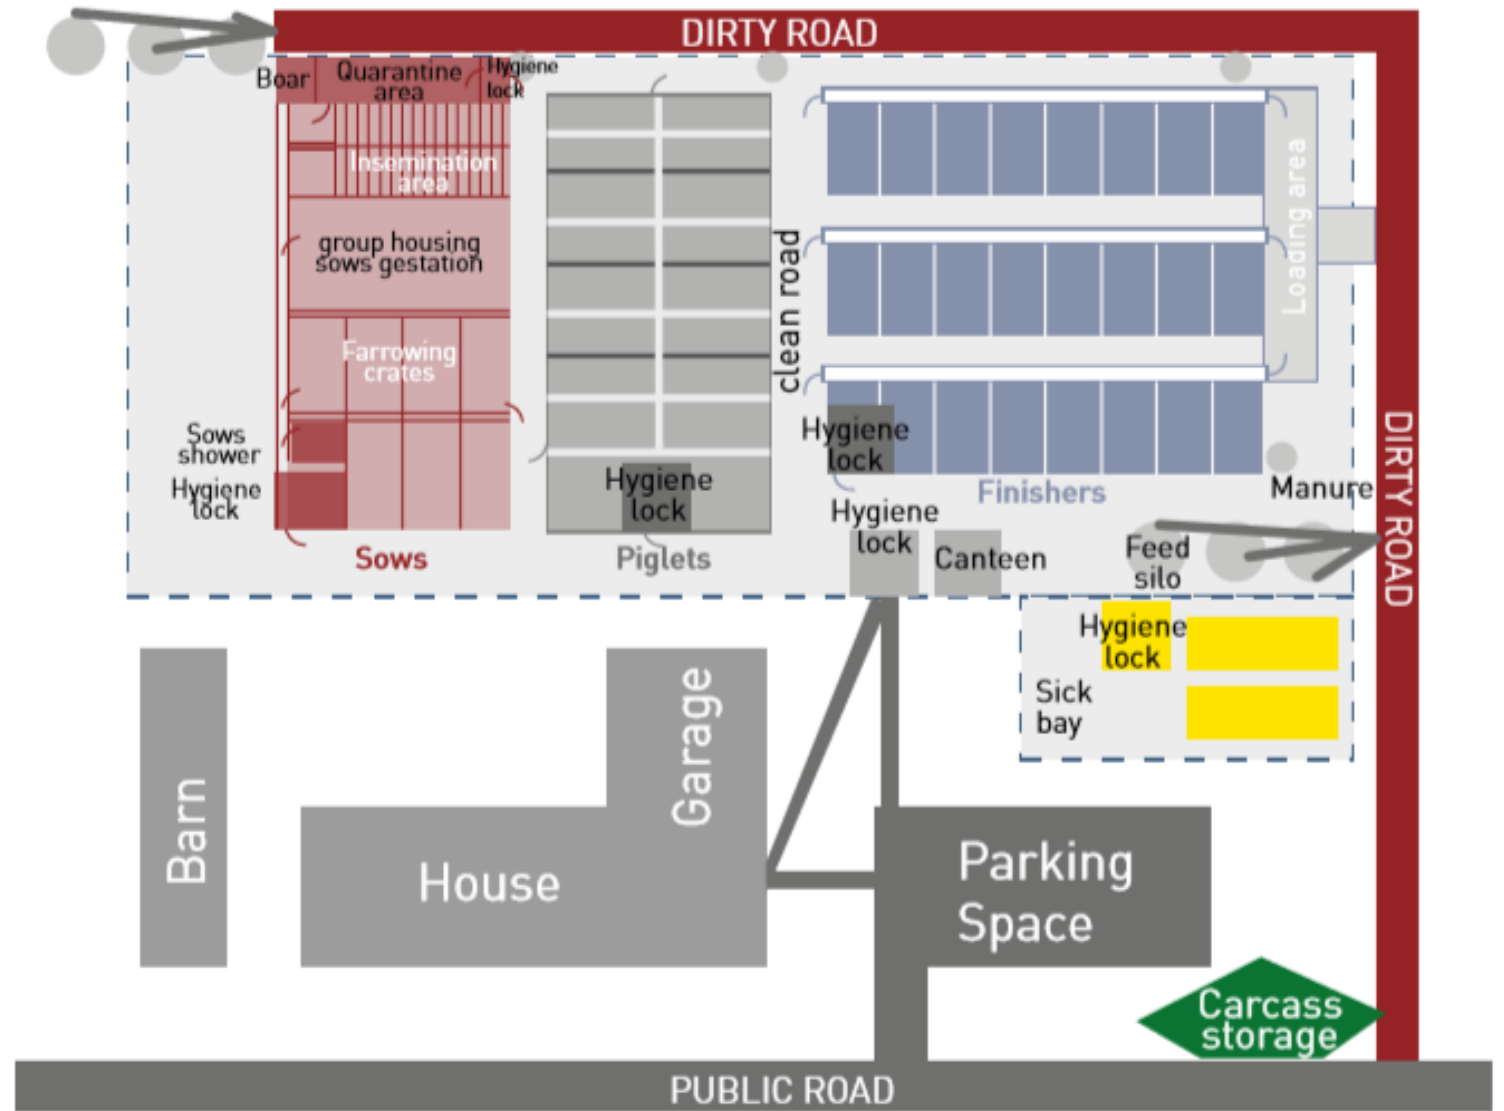 DIRTY ROAD
Boar
Quarantine
area
Hygiene
lock
Insemination
area
group housing
sows gestation
Farrowing
crates
Sows
shower
Hygiene
lock
Sows
Hygiene
lock
Piglets
clean road
Loading area
Hygiene
lock
Finishers
Hygiene
lock
Canteen
Manure
Feed
silo
DIRTY ROAD
Hygiene
lock
Sick
bay
Barn
House
Garage
Parking
Space
Carcass
storage
PUBLIC ROAD